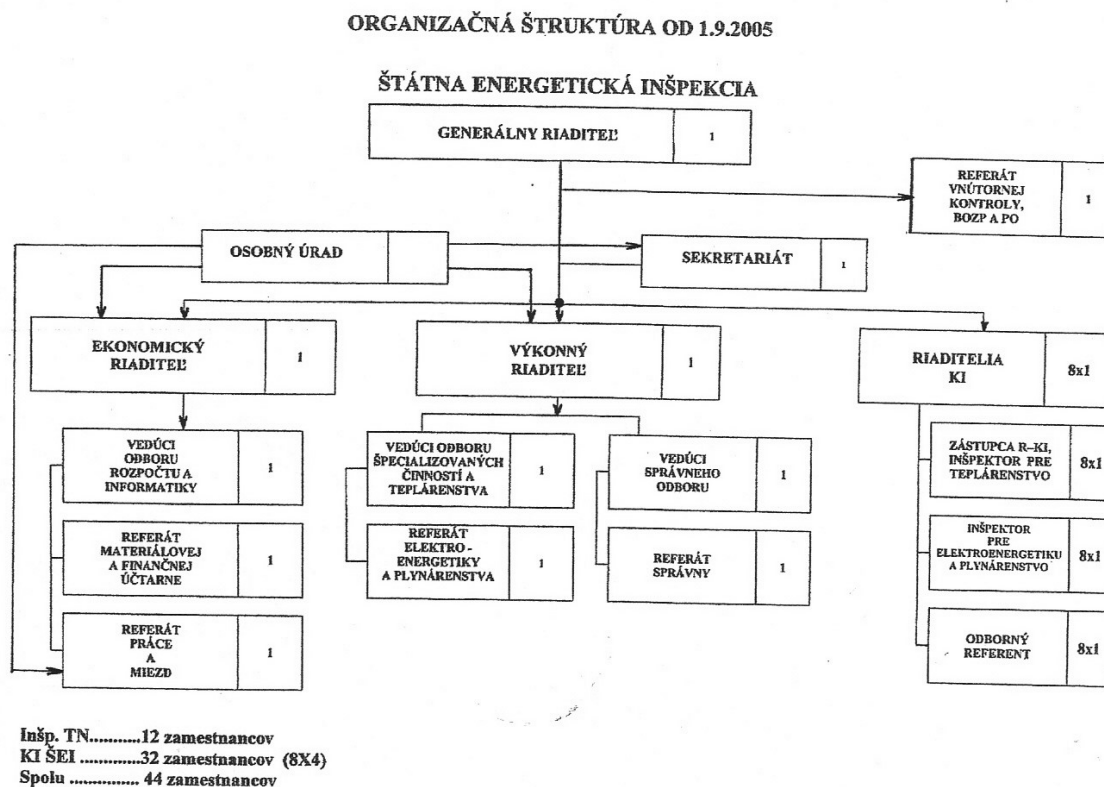 ORGANIZAČNÁ ŠTRUKTÚRA OD 1.9.2005
ŠTÁTNA ENERGETICKÁ INŠPEKCIA
GENERÁLNY RIADITEĽ
1
REFERÁT
VNÚTORNEJ
KONTROLY,
BOZP A PO
1
OSOBNÝ ÚRAD
SEKRETARIÁT
1
EKONOMICKÝ
RIADITEĽ
1
VÝKONNÝ
RIADITEĽ
1
RIADITELIA
KI
8x1
VEDÚCI
ODBORU
ROZPOČTU A
INFORMATIKY
1
VEDÚCI ODBORU
ŠPECIALIZOVANÝCH
ČINNOSTÍ A
TEPLÁRENSTVA
1
VEDÚCI
SPRÁVNEHO
ODBORU
1
ZÁSTUPCA R–KI,
INŠPEKTOR PRE
TEPLÁRENSTVO
8x1
REFERÁT
MATERIÁLOVEJ
A FINANČNEJ
ÚČTARNE
1
REFERÁT
ELEKTRO -
ENERGETIKY
A PLYNÁRENSTVA
1
REFERÁT
SPRÁVNY
1
INŠPEKTOR
PRE
ELEKTROENERGETIKU
A PLYNÁRENSTVO
8x1
REFERÁT
PRÁCE
A
MIEZD
1
ODBORNÝ
REFERENT
8x1
Inšp. TN...........12 zamestnancov
KI ŠEI .............32 zamestnancov (8X4)
Spolu ............... 44 zamestnancov